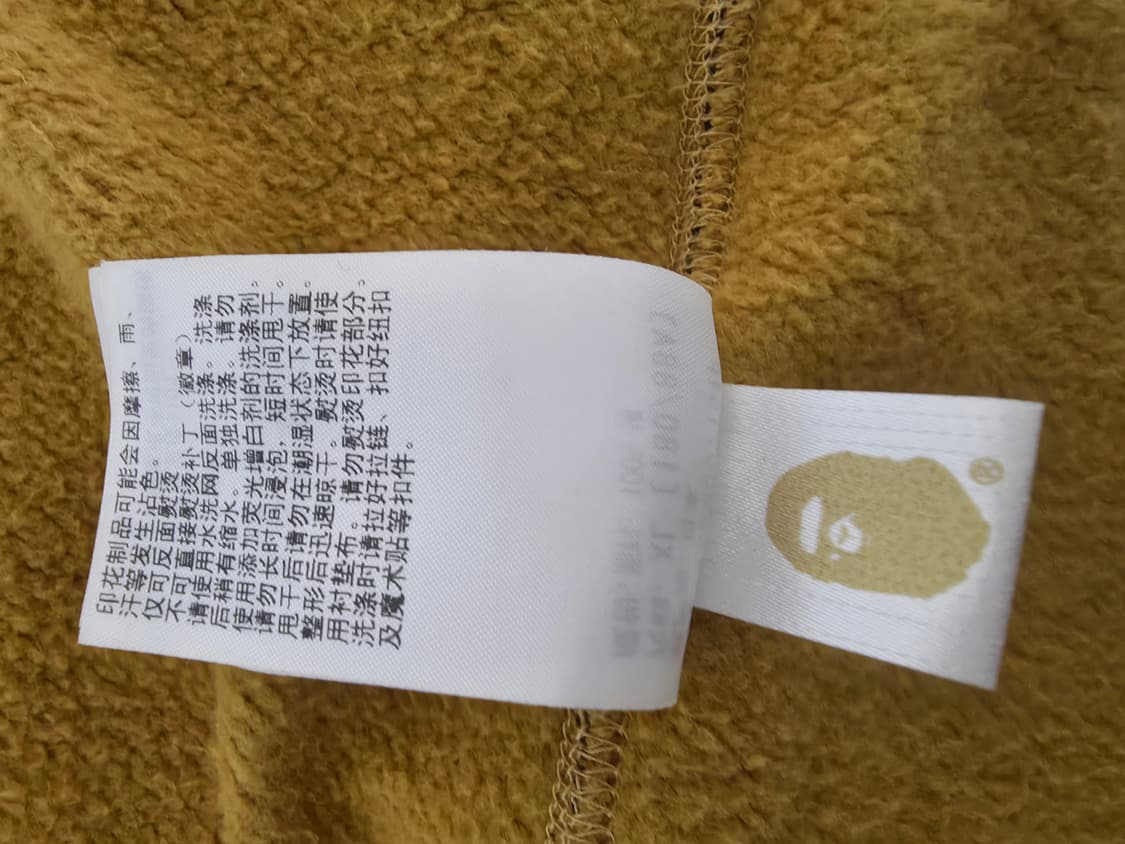 印花制品可能会因摩擦、雨、
汗等发生沾色。
仅可反面熨烫
不可直接熨烫补丁（徽章）
请使用水洗网反面洗涤。洗涤
后稍有缩水。单独洗涤。请勿
使用添加荧光增白剂的洗涤剂。
请勿长时间浸泡，短时间甩干。
甩干后请勿在潮湿状态下放置。
整形后迅速晾干。熨烫时请使
用衬垫布。请勿熨烫印花部分。
洗涤时请拉好拉链、扣好纽扣
及魔术贴等扣件。
®